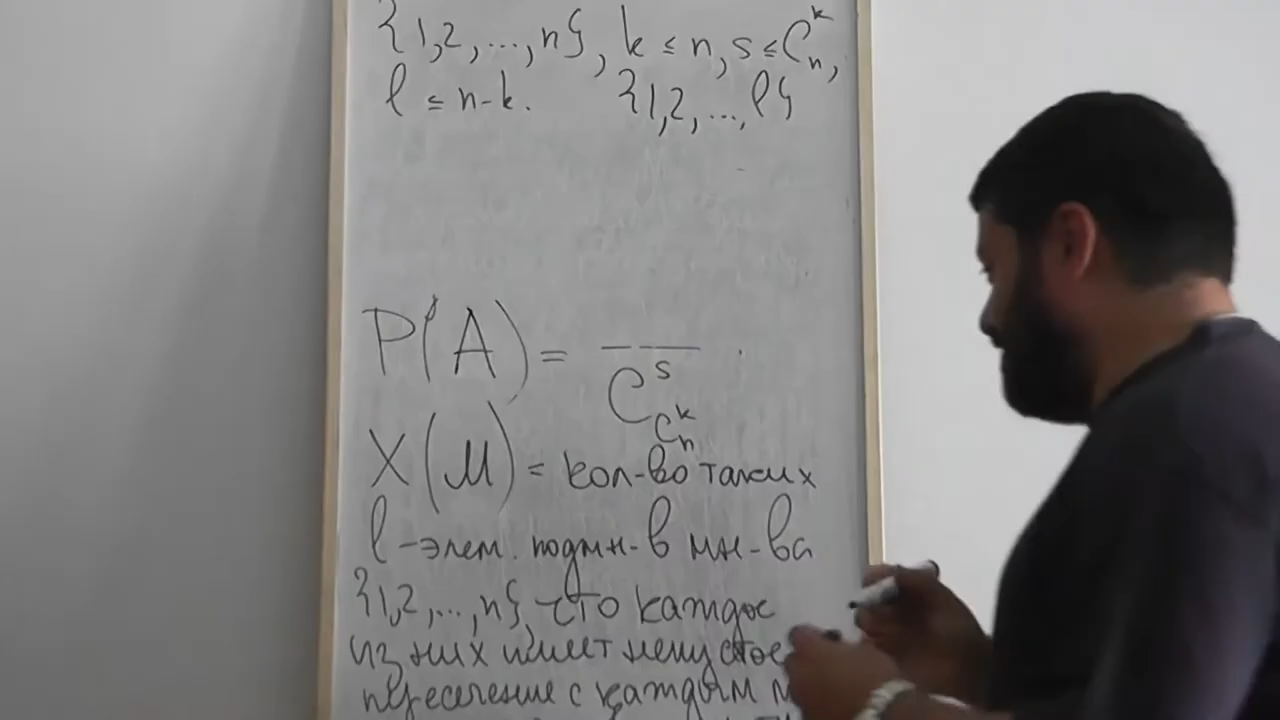 {1,2,...,n}, k ≤ n, s ≤ C_n^k,
l ≤ n-k. {1,2,...,l}
P(A) = — / C_{C_n^k}^s
X(M) = кол-во таких
l-элем. подмн-в мн-ва
{1,2,...,n}, что каждое
из них имеет непустое
пересечение с каждым